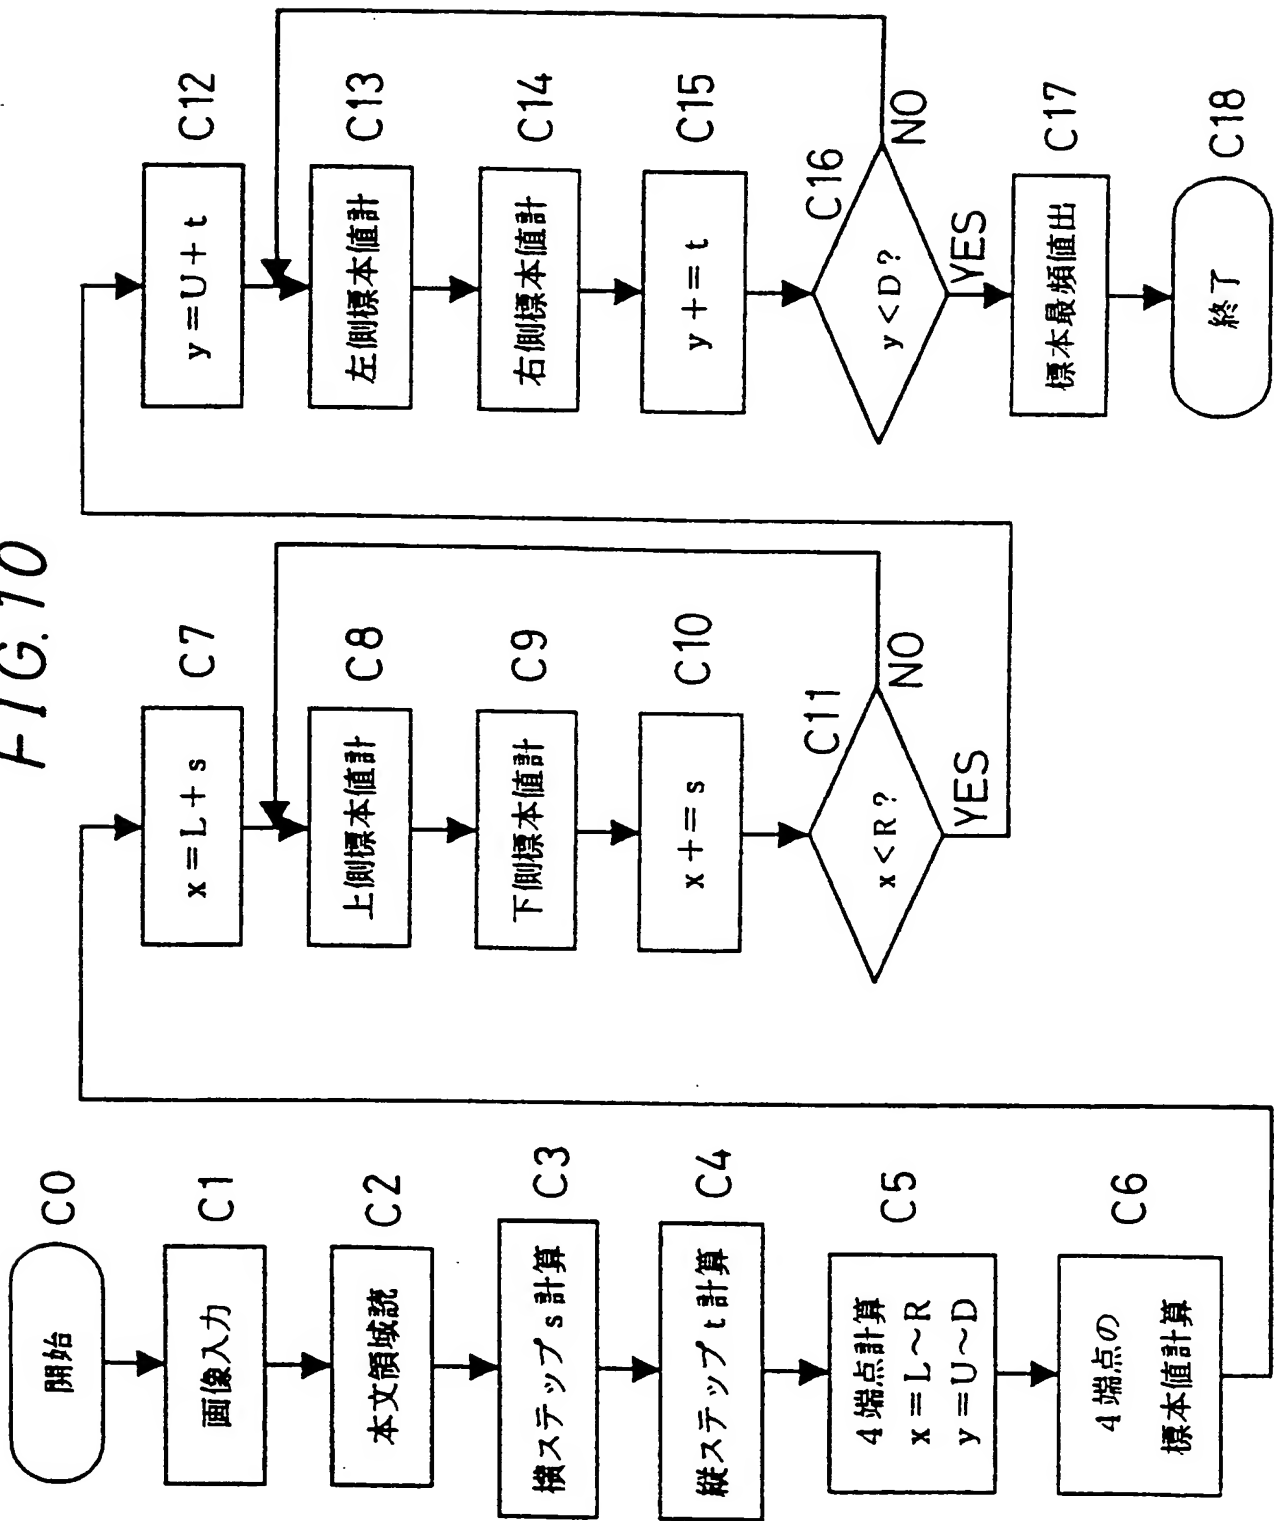 FIG.10
開始
C0
画像入力
C1
本文領域読
C2
横ステップs計算
C3
縦ステップt計算
C4
4端点計算
x=L~R
y=U~D
C5
4端点の
標本値計算
C6
x=L+s
C7
上側標本値計
C8
下側標本値計
C9
x+=s
C10
x<R?
C11
NO
YES
y=U+t
C12
左側標本値計
C13
右側標本値計
C14
y+=t
C15
y<D?
C16
NO
YES
標本最頻値出
C17
終了
C18